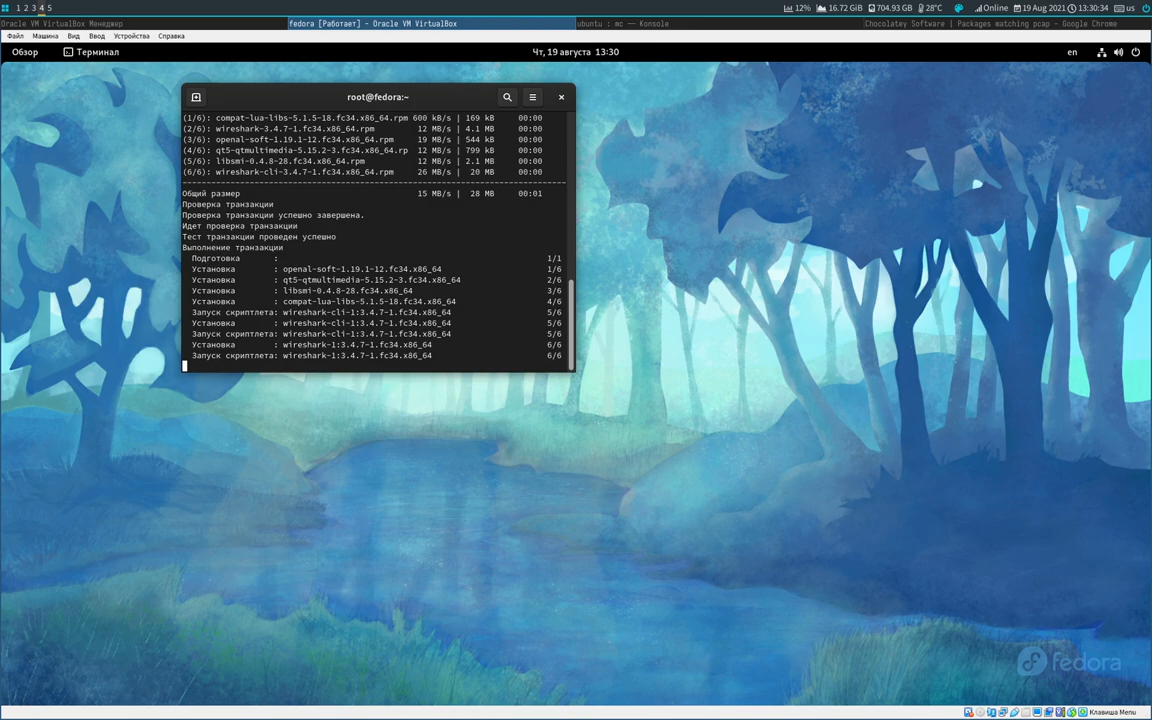 1 2 3 4 5
12% 16.72 GiB 704.93 GB 28°C Online 19 Aug 2021 13:30:34 us
Oracle VM VirtualBox Менеджер
fedora [Работает] - Oracle VM VirtualBox
ubuntu : mc — Konsole
Chocolatey Software | Packages matching pcap - Google Chrome
Файл Машина Вид Ввод Устройства Справка
Обзор Терминал Чт, 19 августа 13:30 en
root@fedora:~
(1/6): compat-lua-libs-5.1.5-18.fc34.x86_64.rpm 600 kB/s | 169 kB 00:00
(2/6): wireshark-3.4.7-1.fc34.x86_64.rpm 12 MB/s | 4.1 MB 00:00
(3/6): openal-soft-1.19.1-12.fc34.x86_64.rpm 19 MB/s | 544 kB 00:00
(4/6): qt5-qtmultimedia-5.15.2-3.fc34.x86_64.rp 12 MB/s | 799 kB 00:00
(5/6): libsmi-0.4.8-28.fc34.x86_64.rpm 12 MB/s | 2.1 MB 00:00
(6/6): wireshark-cli-3.4.7-1.fc34.x86_64.rpm 26 MB/s | 20 MB 00:00
--------------------------------------------------------------------------------
Общий размер 15 MB/s | 28 MB 00:01
Проверка транзакции
Проверка транзакции успешно завершена.
Идет проверка транзакции
Тест транзакции проведен успешно
Выполнение транзакции
Подготовка : 1/1
Установка : openal-soft-1.19.1-12.fc34.x86_64 1/6
Установка : qt5-qtmultimedia-5.15.2-3.fc34.x86_64 2/6
Установка : libsmi-0.4.8-28.fc34.x86_64 3/6
Установка : compat-lua-libs-5.1.5-18.fc34.x86_64 4/6
Запуск скриптлета: wireshark-cli-1:3.4.7-1.fc34.x86_64 5/6
Установка : wireshark-cli-1:3.4.7-1.fc34.x86_64 5/6
Запуск скриптлета: wireshark-cli-1:3.4.7-1.fc34.x86_64 5/6
Установка : wireshark-1:3.4.7-1.fc34.x86_64 6/6
Запуск скриптлета: wireshark-1:3.4.7-1.fc34.x86_64 6/6
fedora
Клавиша Menu